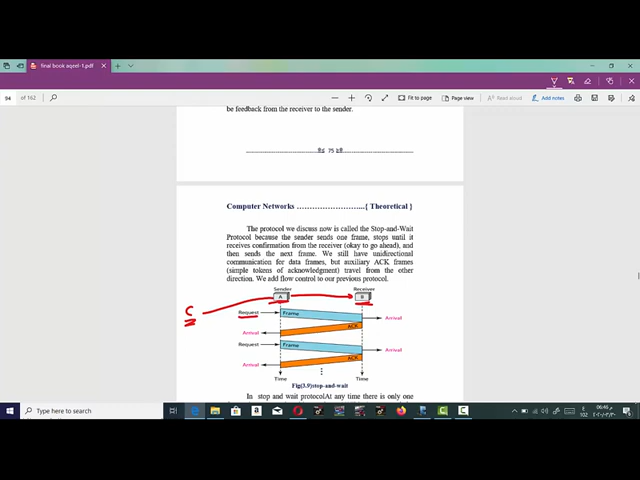 final book aqeel-1.pdf
94 of 162
Fit to page
Page view
Read aloud
Add notes
be feedback from the receiver to the sender.
75
Computer Networks ……………………..{ Theoretical }
The protocol we discuss now is called the Stop-and-Wait
Protocol because the sender sends one frame, stops until it
receives confirmation from the receiver (okay to go ahead), and
then sends the next frame. We still have unidirectional
communication for data frames, but auxiliary ACK frames
(simple tokens of acknowledgment) travel from the other
direction. We add flow control to our previous protocol.
Sender Receiver
A B
C
Request Frame Arrival
Arrival ACK
Request Frame Arrival
Arrival ACK
Time Time
Fig(3.9)stop-and-wait
In stop and wait protocolAt any time there is only one
Type here to search